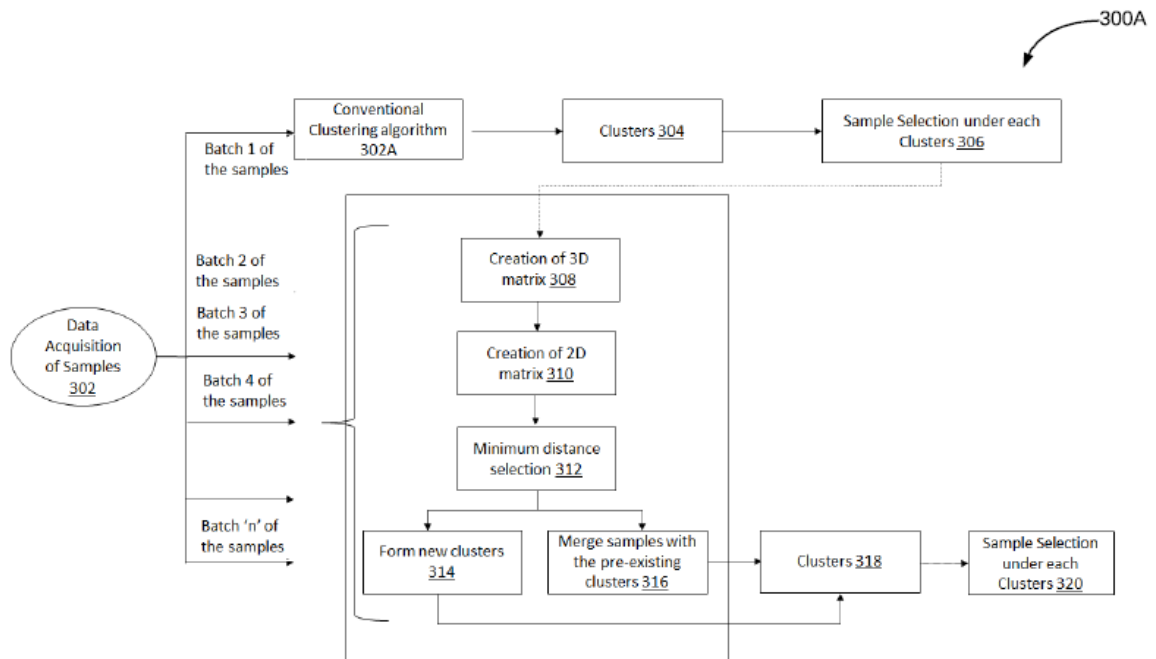 300A
Conventional
Clustering algorithm
302A
Clusters 304
Sample Selection under each
Clusters 306
Batch 1 of
the samples
Creation of 3D
matrix 308
Batch 2 of
the samples
Batch 3 of
the samples
Data
Acquisition
of Samples
302
Creation of 2D
matrix 310
Batch 4 of
the samples
Minimum distance
selection 312
Batch 'n' of
the samples
Form new clusters
314
Merge samples with
the pre-existing
clusters 316
Clusters 318
Sample Selection
under each
Clusters 320